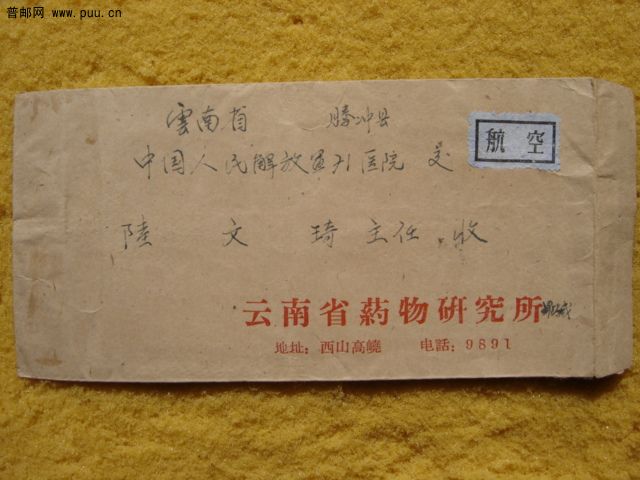 普邮网 www.puu.cn
雲南省 腾冲县
航空
中国人民解放軍71医院 交
陸 文 琦 主任 收
云南省葯物研究所
地址: 西山高嶢 电話: 9891